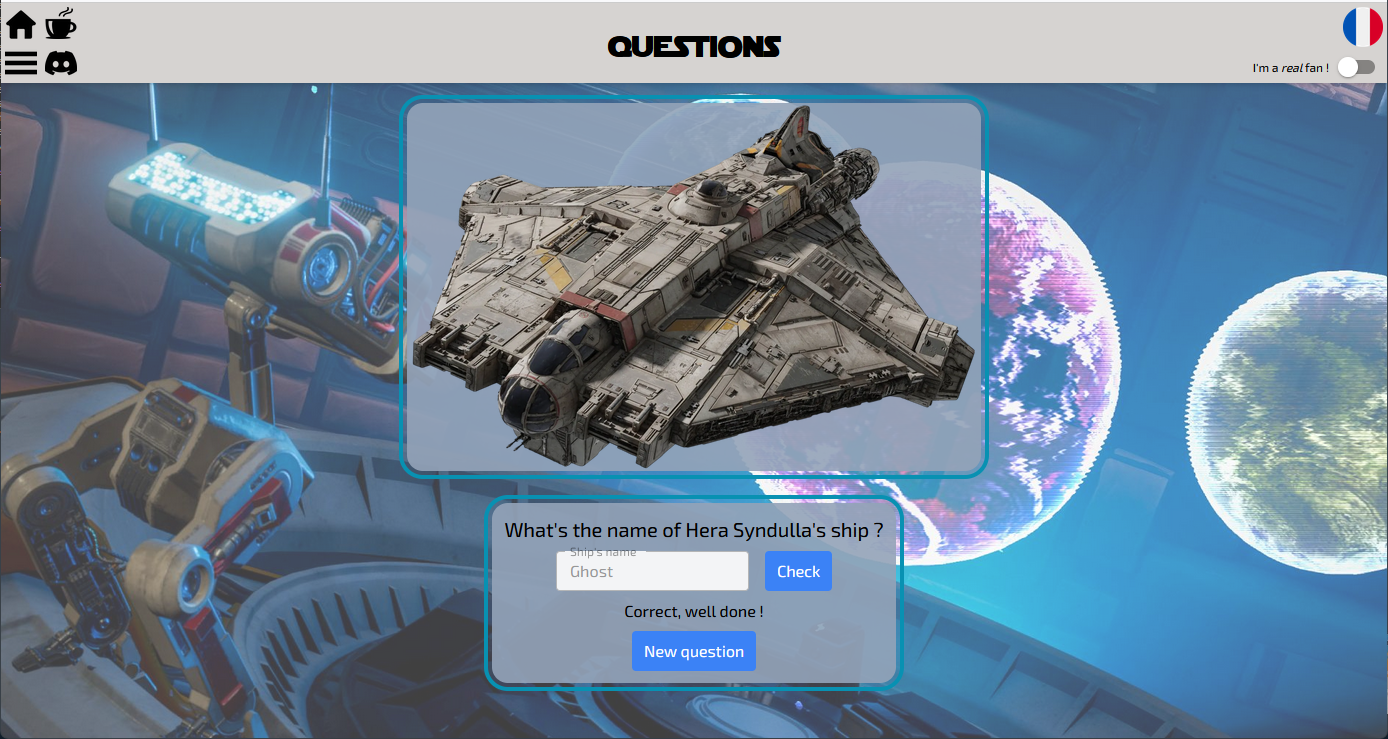 QUESTIONS
I'm a real fan !
What's the name of Hera Syndulla's ship ?
Ship's name
Ghost
Check
Correct, well done !
New question